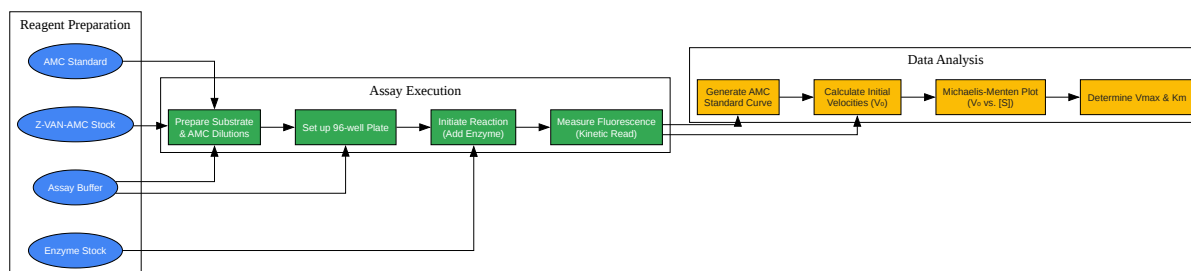 Reagent Preparation
AMC Standard
Z-VAN-AMC Stock
Assay Buffer
Enzyme Stock
Assay Execution
Prepare Substrate
& AMC Dilutions
Set up 96-well Plate
Initiate Reaction
(Add Enzyme)
Measure Fluorescence
(Kinetic Read)
Data Analysis
Generate AMC
Standard Curve
Calculate Initial
Velocities (V₀)
Michaelis-Menten Plot
(V₀ vs. [S])
Determine Vmax & Km